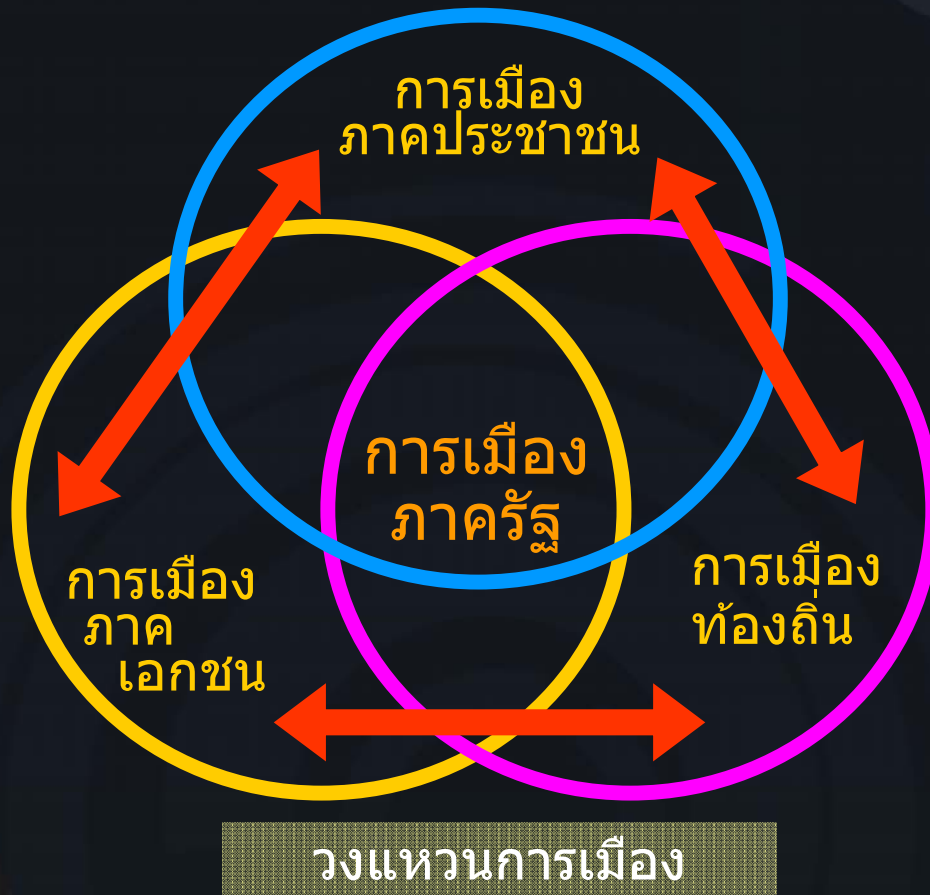 การเมือง
ภาคประชาชน
การเมือง
ภาครัฐ
การเมือง
ภาค
เอกชน
การเมือง
ท้องถิ่น
วงแหวนการเมือง